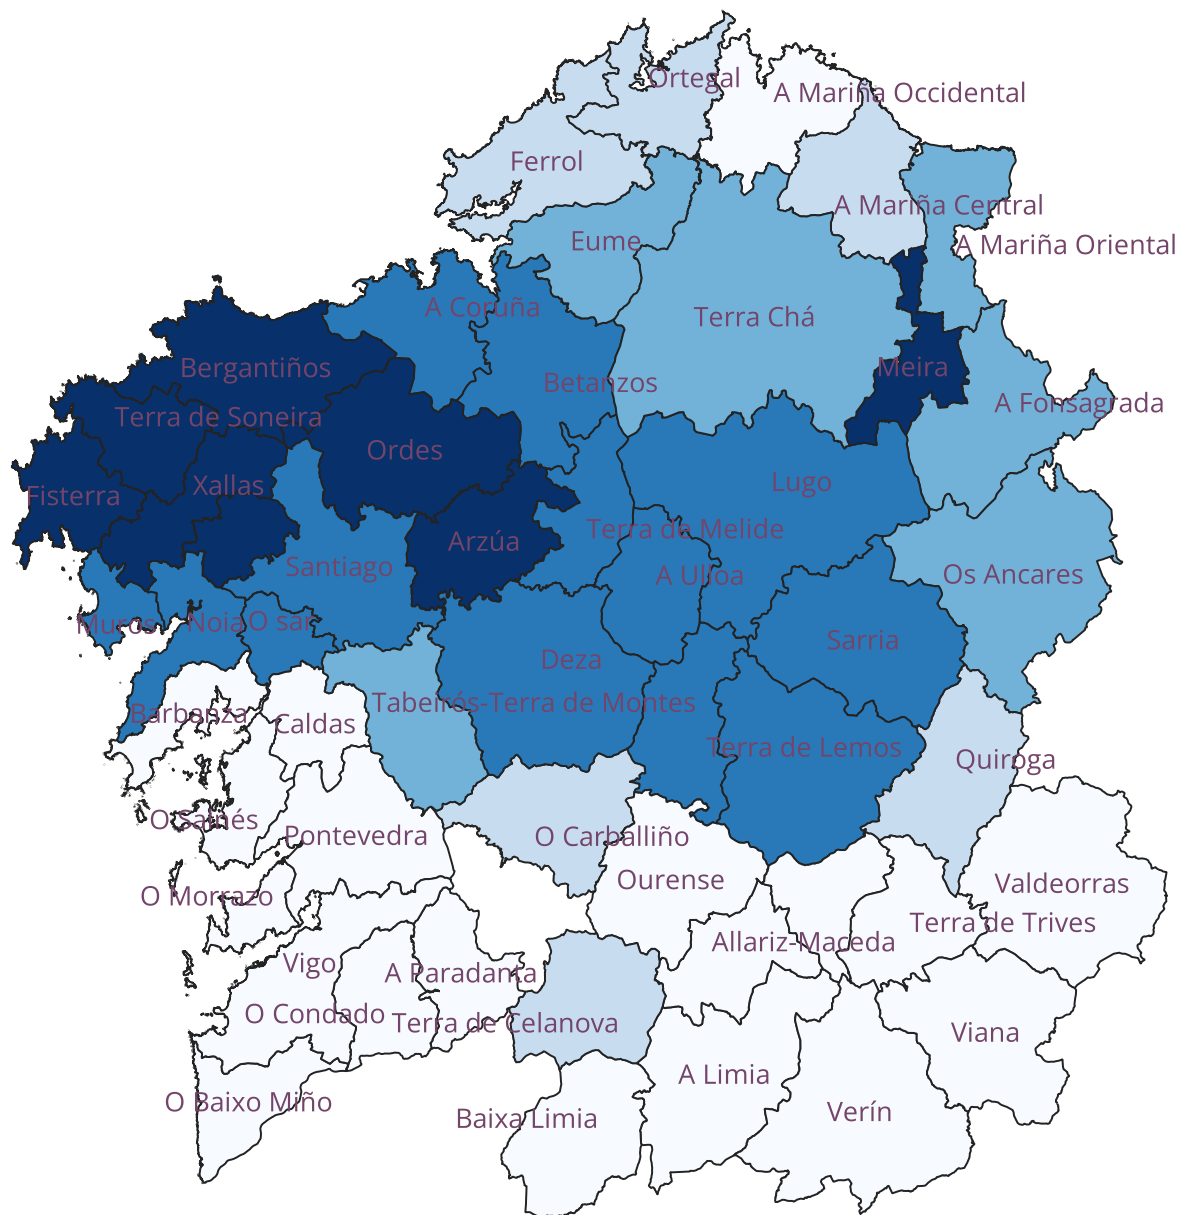 Ortegal
A Mariña Occidental
Ferrol
A Mariña Central
Eume
A Mariña Oriental
A Coruña
Terra Chá
Bergantiños
Betanzos
Meira
A Fonsagrada
Terra de Soneira
Ordes
Xallas
Lugo
Fisterra
Terra de Melide
Arzúa
Santiago
A Ulloa
Os Ancares
Muros
Noia
O sar
Sarria
Deza
Tabeirós-Terra de Montes
Barbanza
Caldas
Terra de Lemos
Quiroga
O Salnés
Pontevedra
O Carballiño
Ourense
Valdeorras
O Morrazo
Terra de Trives
Allariz-Maceda
Vigo
A Paradanta
O Condado
Terra de Celanova
Viana
A Limia
O Baixo Miño
Verín
Baixa Limia